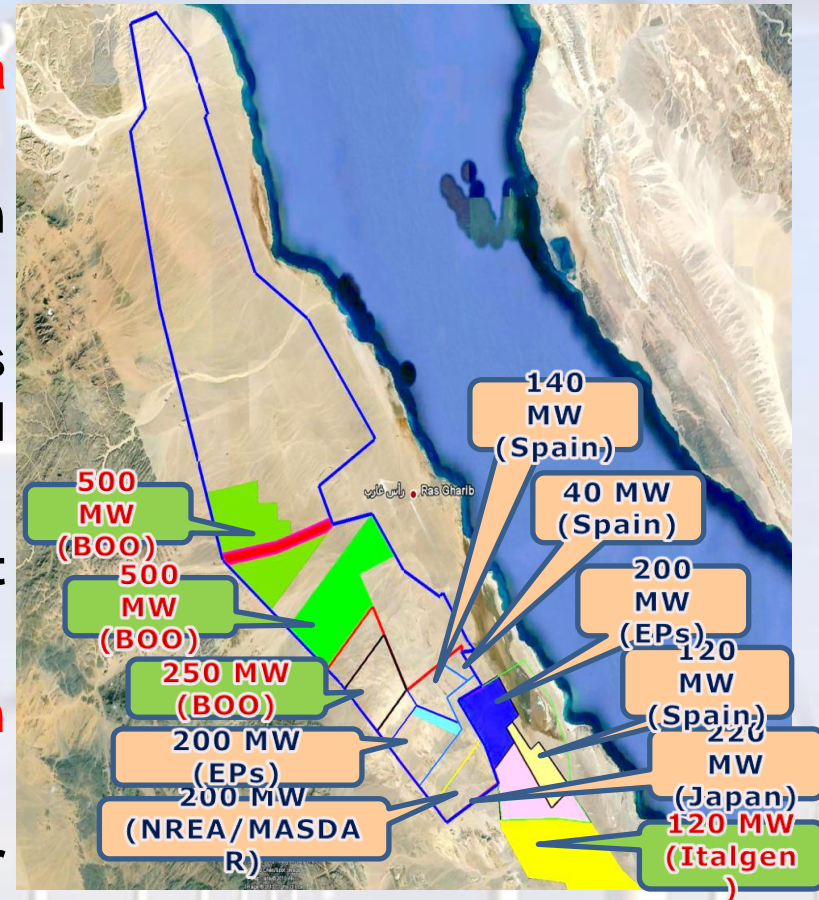 a
n
s
d
t
n
r
140
MW
(Spain)
رأس غارب Ras Gharib
500
MW
(BOO)
40 MW
(Spain)
500
MW
(BOO)
200
MW
(EPs)
120
MW
(Spain)
250 MW
(BOO)
200 MW
(EPs)
220
MW
(Japan)
200 MW
(NREA/MASDA
R)
120 MW
(Italgen
)